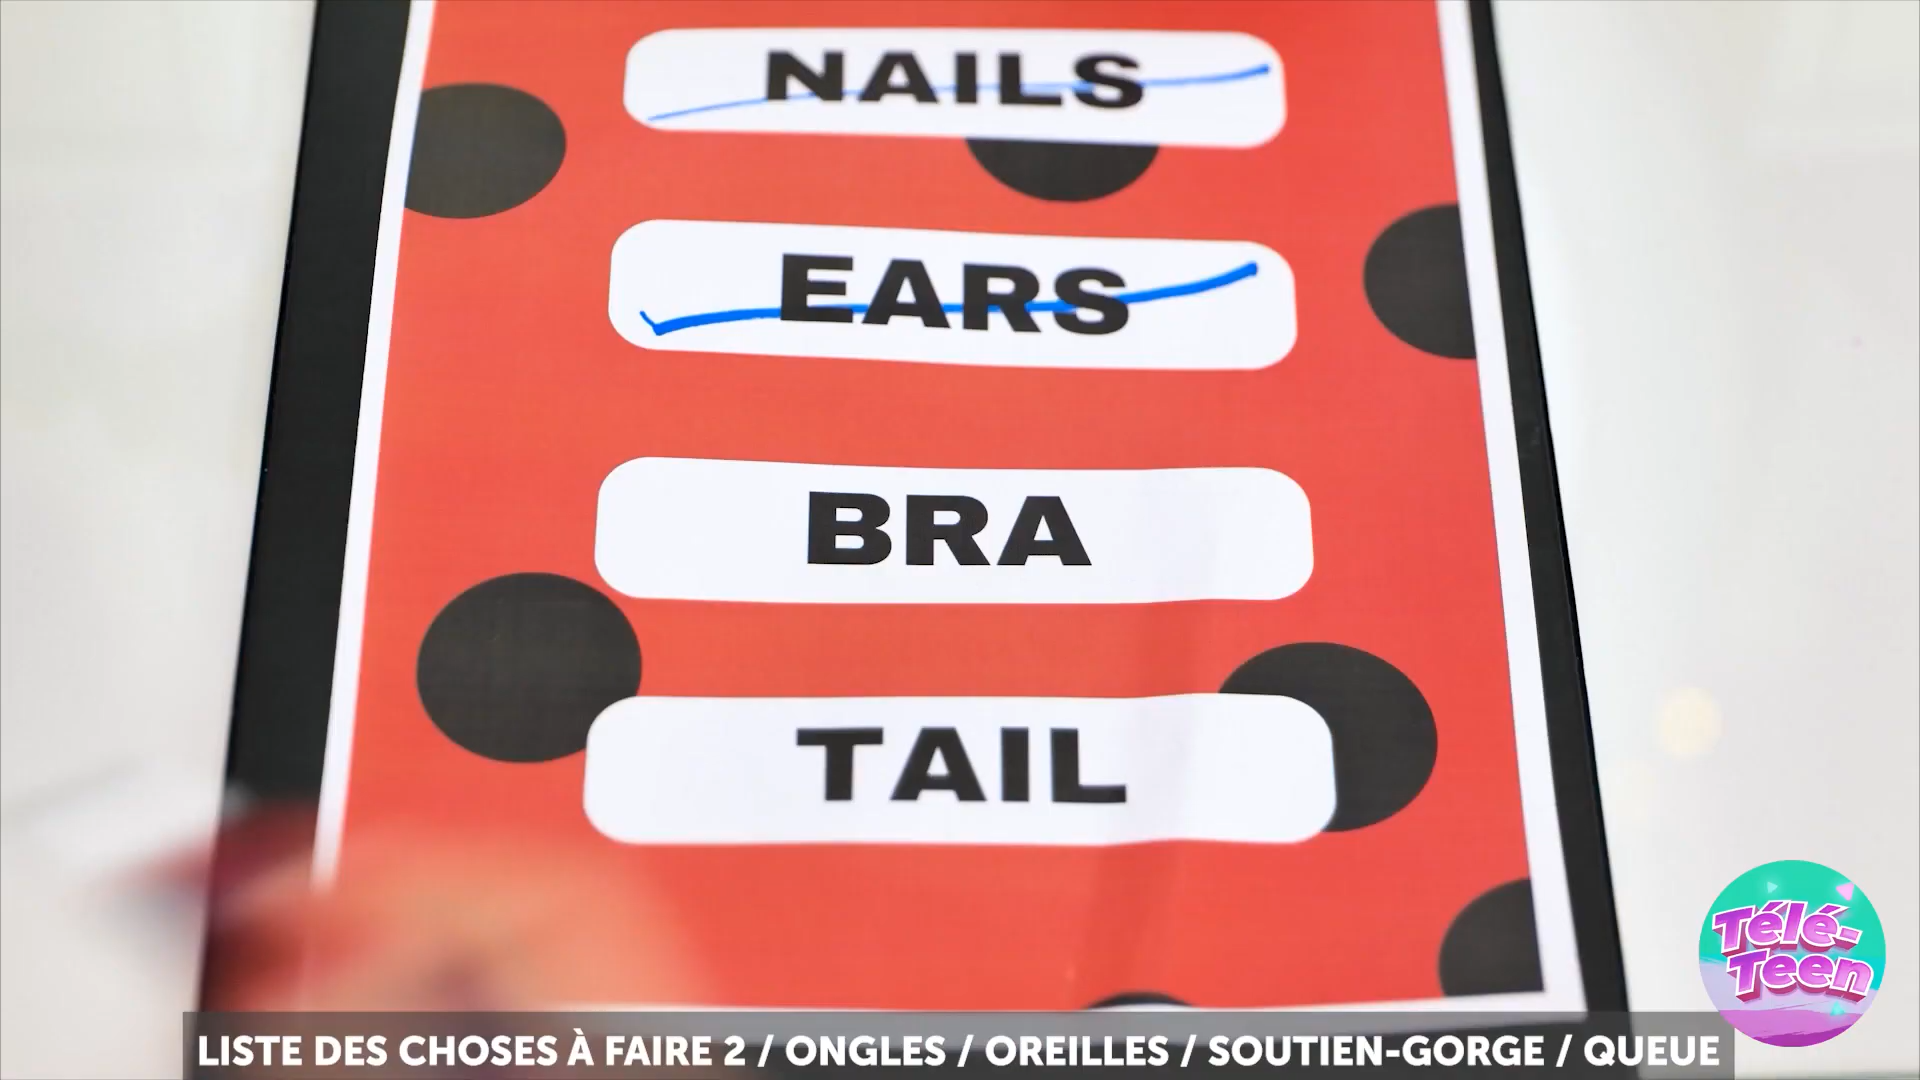 NAILS
EARS
BRA
TAIL
LISTE DES CHOSES À FAIRE 2 / ONGLES / OREILLES / SOUTIEN-GORGE / QUEUE
Télé-
Teen